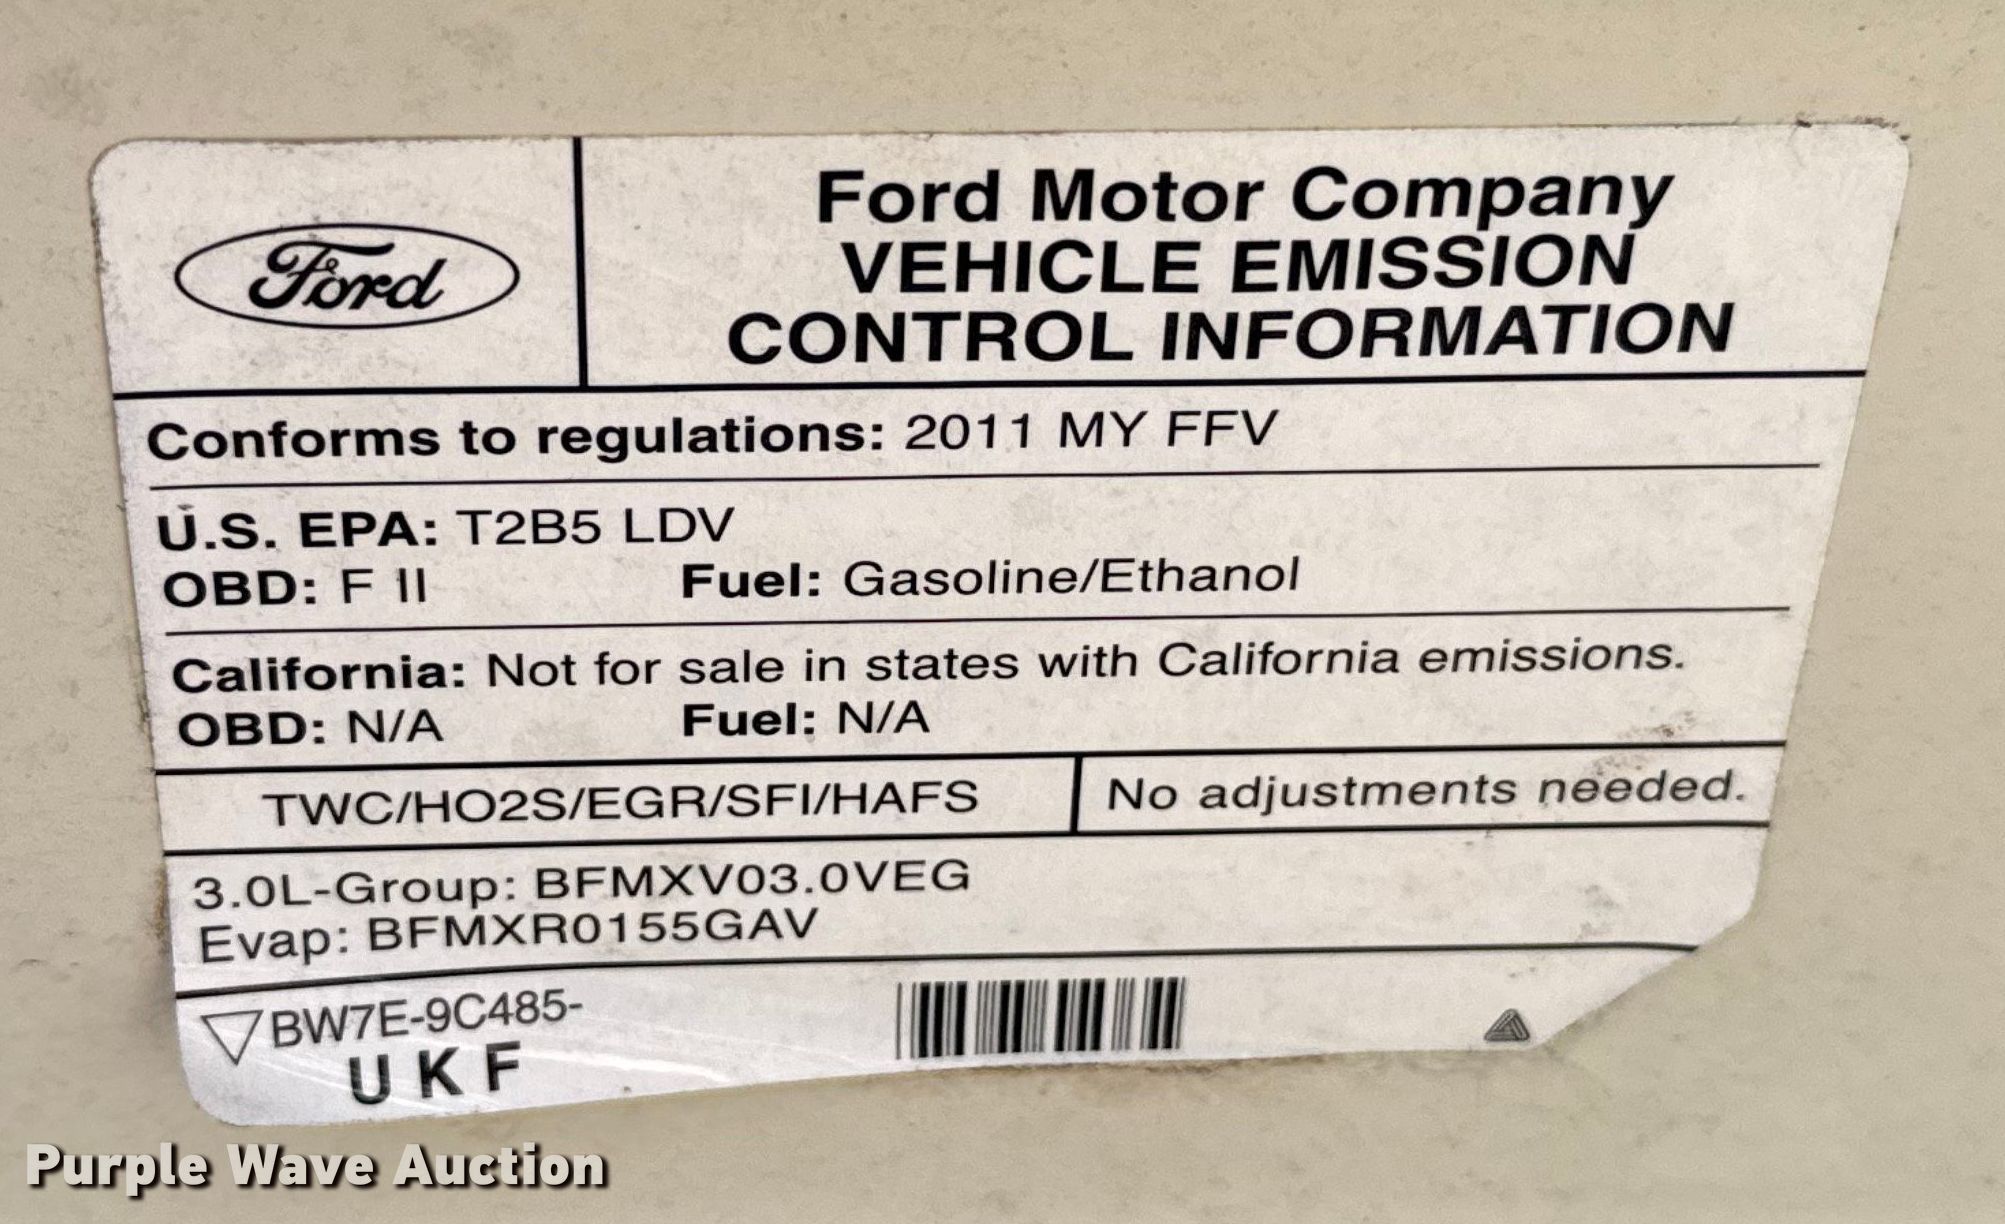 Ford
Ford Motor Company
VEHICLE EMISSION
CONTROL INFORMATION
Conforms to regulations: 2011 MY FFV
U.S. EPA: T2B5 LDV
OBD: F II Fuel: Gasoline/Ethanol
California: Not for sale in states with California emissions.
OBD: N/A Fuel: N/A
TWC/HO2S/EGR/SFI/HAFS
No adjustments needed.
3.0L-Group: BFMXV03.0VEG
Evap: BFMXR0155GAV
BW7E-9C485-
U K F
Purple Wave Auction